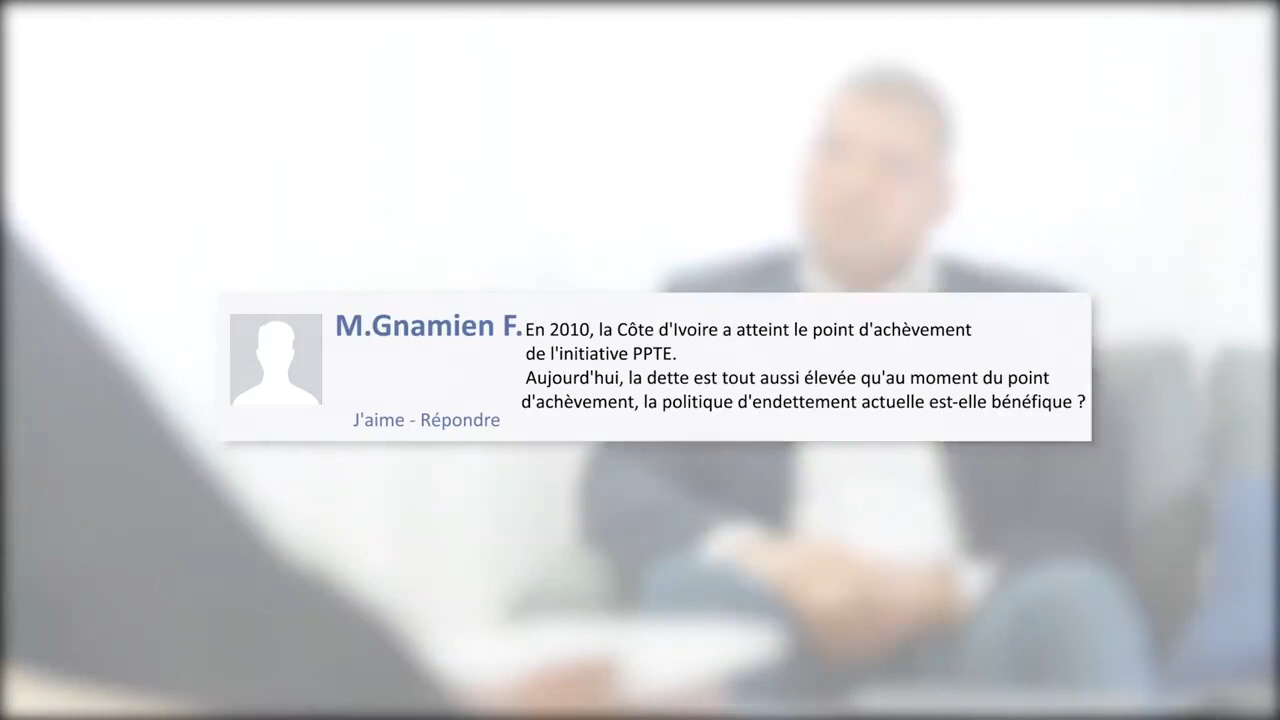 M.Gnamien F.
En 2010, la Côte d'Ivoire a atteint le point d'achèvement
de l'initiative PPTE.
Aujourd'hui, la dette est tout aussi élevée qu'au moment du point
d'achèvement, la politique d'endettement actuelle est-elle bénéfique ?
J'aime - Répondre